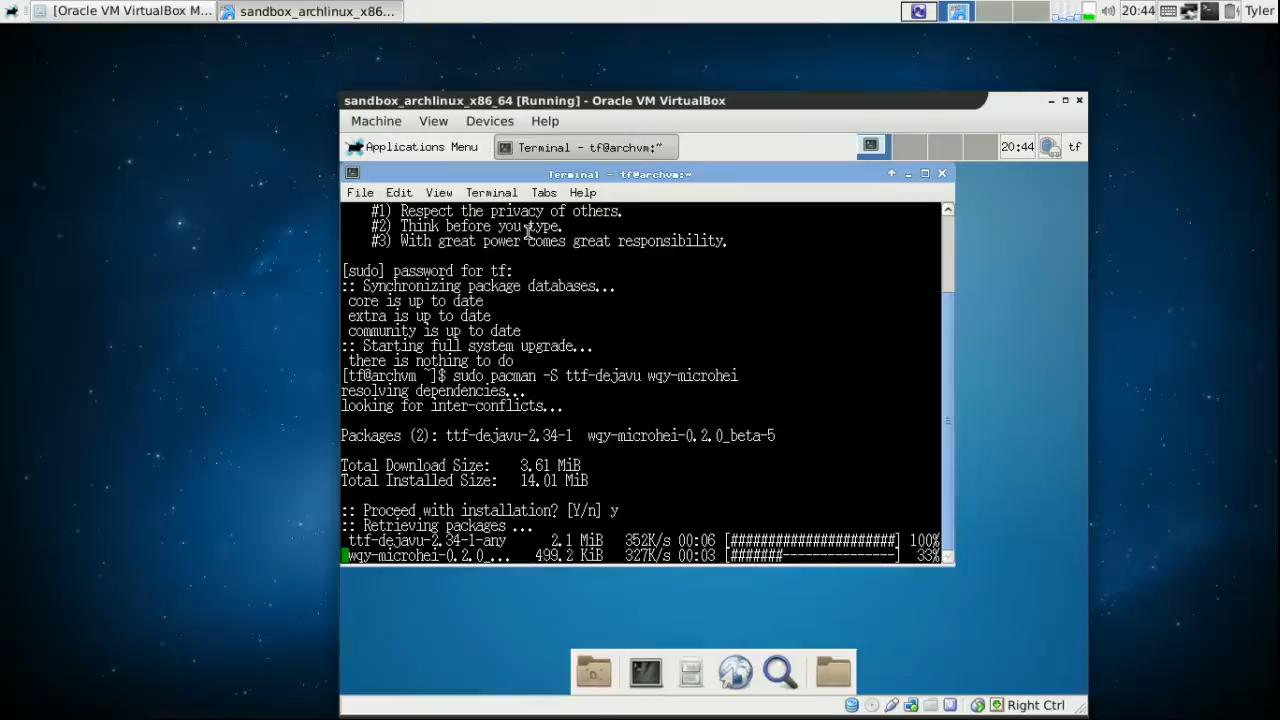 [Oracle VM VirtualBox M... sandbox_archlinux_x86... 20:44 Tyler
sandbox_archlinux_x86_64 [Running] - Oracle VM VirtualBox
Machine View Devices Help
Applications Menu Terminal - tf@archvm:~ 20:44 tf
Terminal - tf@archvm:~
File Edit View Terminal Tabs Help
#1) Respect the privacy of others.
#2) Think before you type.
#3) With great power comes great responsibility.
[sudo] password for tf:
:: Synchronizing package databases...
core is up to date
extra is up to date
community is up to date
:: Starting full system upgrade...
there is nothing to do
[tf@archvm ~]$ sudo pacman -S ttf-dejavu wqy-microhei
resolving dependencies...
looking for inter-conflicts...
Packages (2): ttf-dejavu-2.34-1 wqy-microhei-0.2.0_beta-5
Total Download Size: 3.61 MiB
Total Installed Size: 14.01 MiB
:: Proceed with installation? [Y/n] y
:: Retrieving packages ...
ttf-dejavu-2.34-1-any 2.1 MiB 352K/s 00:06 [######################] 100%
wqy-microhei-0.2.0_... 499.2 KiB 327K/s 00:03 [#######---------------] 33%
Right Ctrl